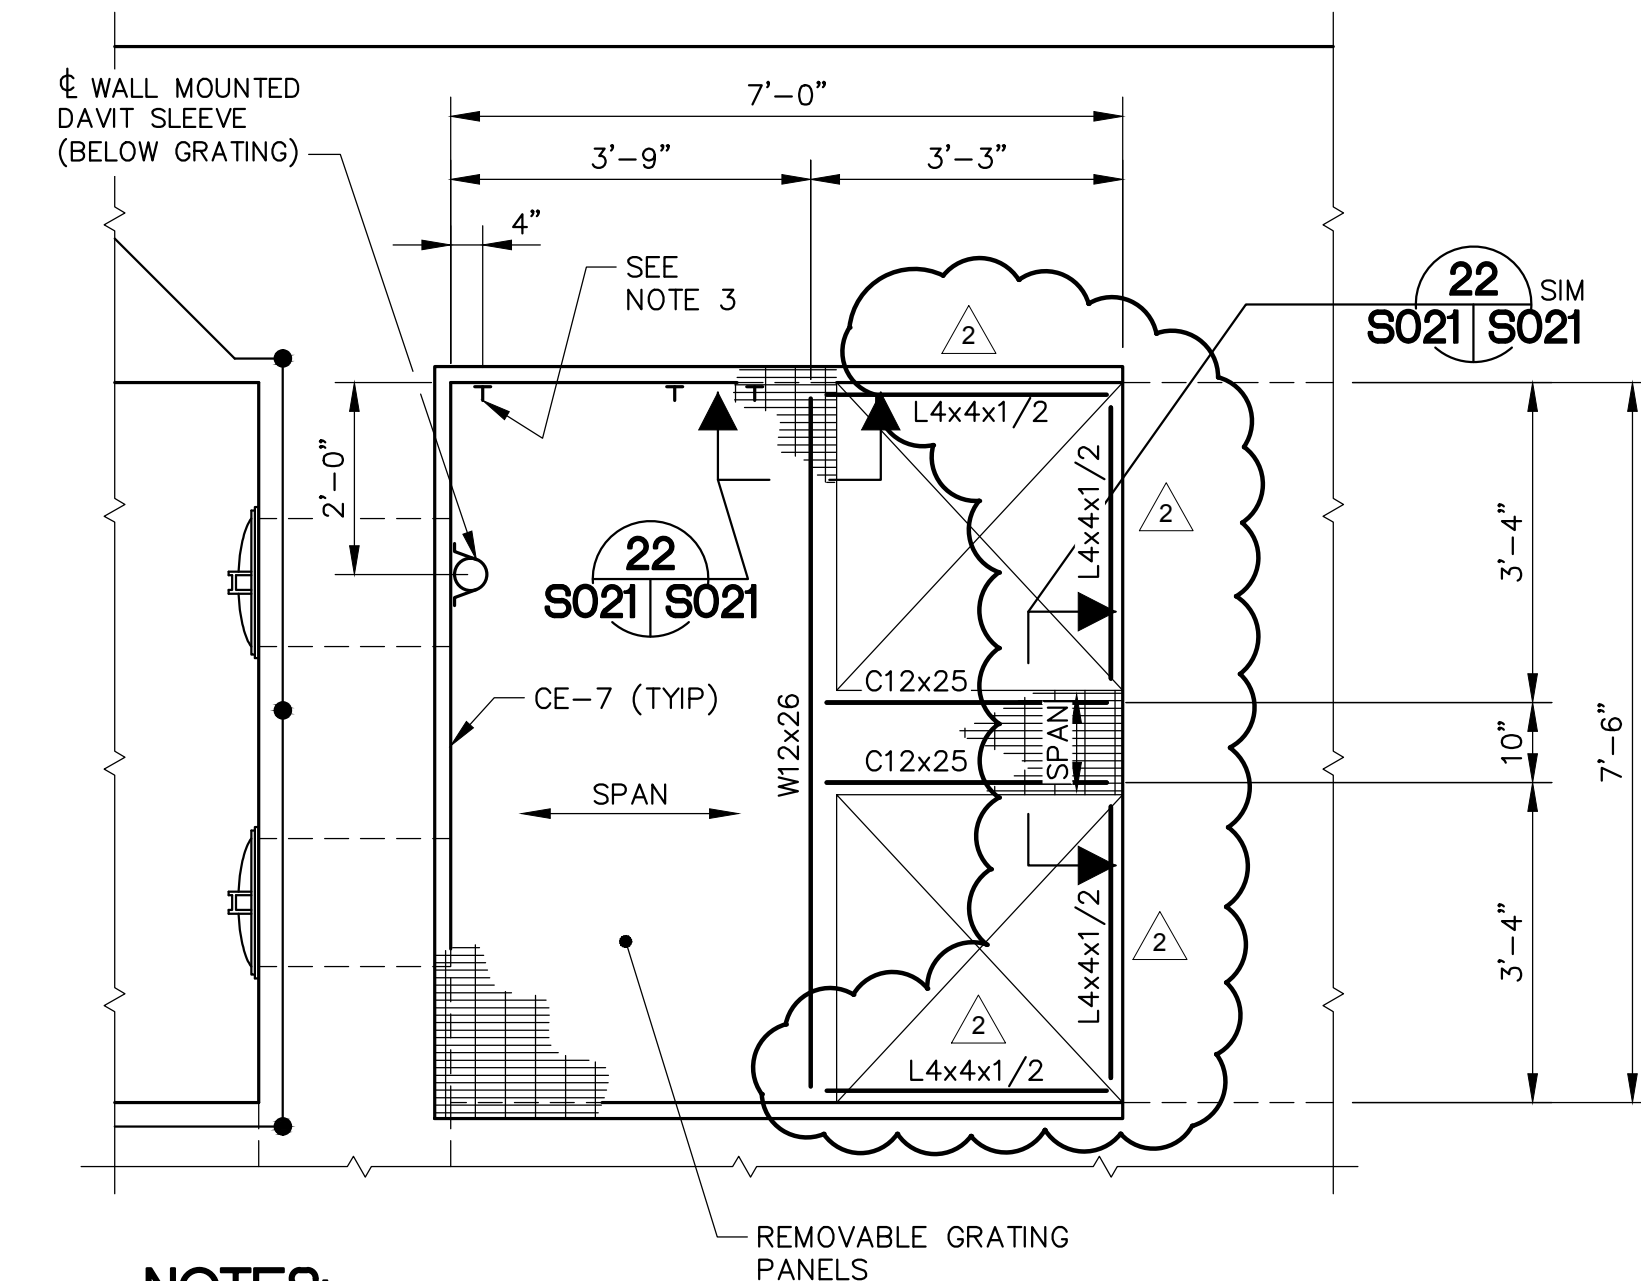 ℄ WALL MOUNTED
DAVIT SLEEVE
(BELOW GRATING)
7'-0"
3'-9"
3'-3"
4"
SEE
NOTE 3
22
S021
S021
SIM
2
L4x4x1/2
2'-0"
L4x4x1/2
2
3'-4"
22
S021
S021
CE-7 (TYIP)
C12x25
W12x26
SPAN
10"
7'-6"
C12x25
SPAN
L4x4x1/2
2
3'-4"
2
L4x4x1/2
REMOVABLE GRATING
PANELS
NOTES: